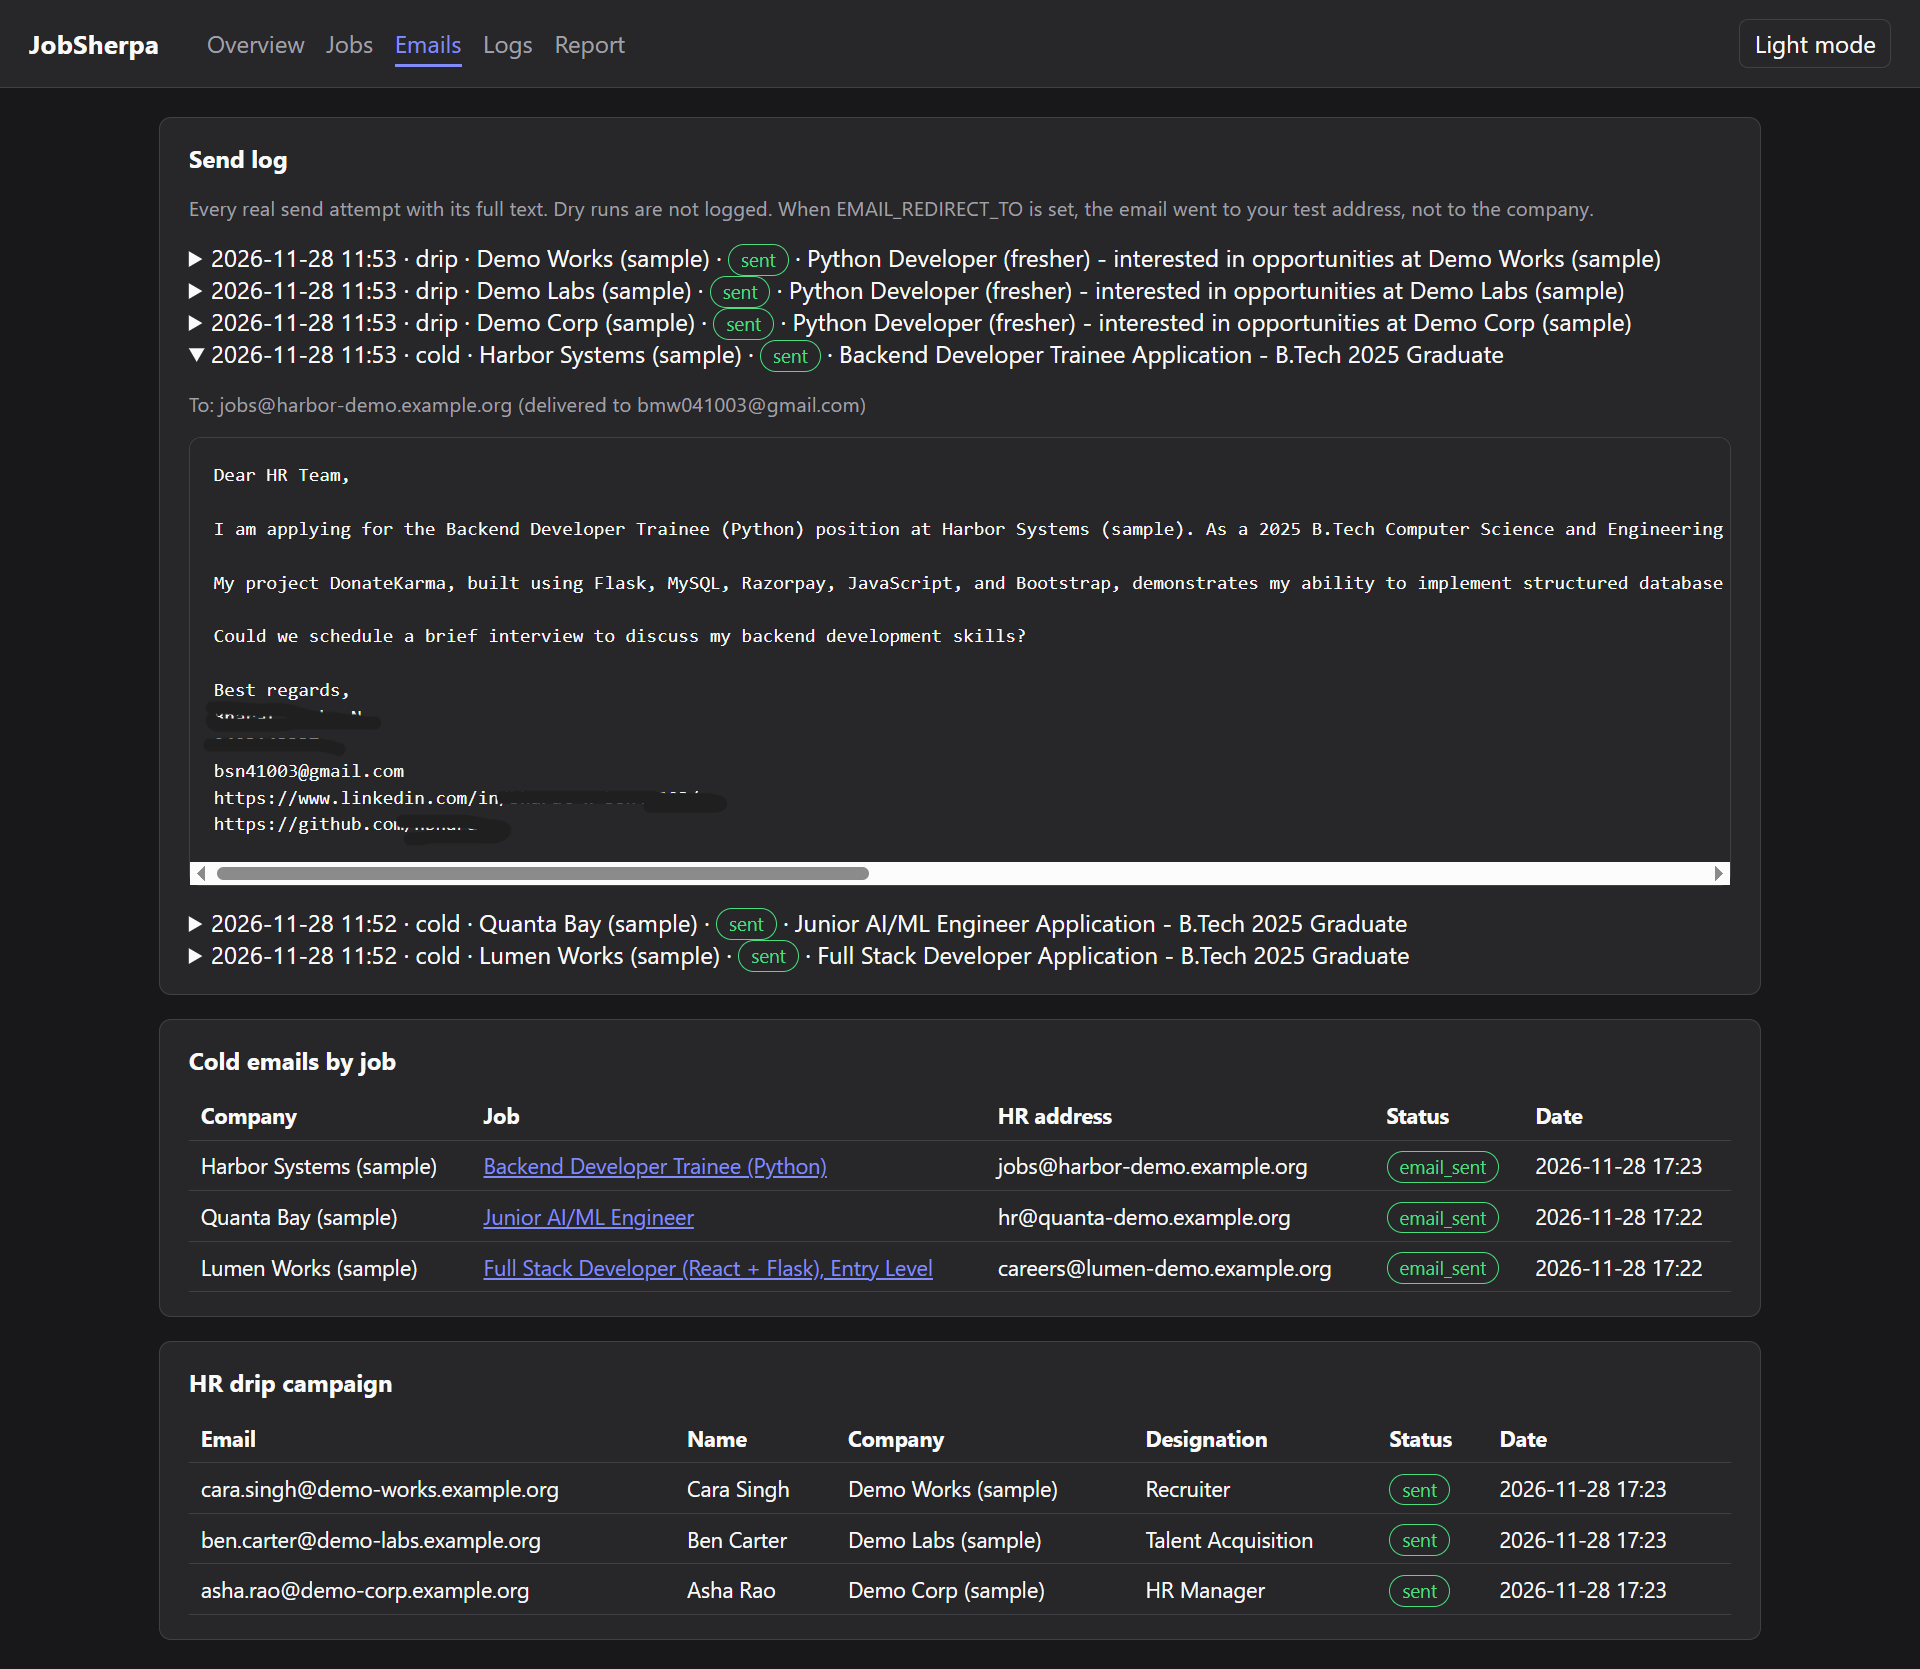 JobSherpa Overview Jobs Emails Logs Report Light mode
Send log
Every real send attempt with its full text. Dry runs are not logged. When EMAIL_REDIRECT_TO is set, the email went to your test address, not to the company.
▶ 2026-11-28 11:53 · drip · Demo Works (sample) · sent · Python Developer (fresher) - interested in opportunities at Demo Works (sample)
▶ 2026-11-28 11:53 · drip · Demo Labs (sample) · sent · Python Developer (fresher) - interested in opportunities at Demo Labs (sample)
▶ 2026-11-28 11:53 · drip · Demo Corp (sample) · sent · Python Developer (fresher) - interested in opportunities at Demo Corp (sample)
▼ 2026-11-28 11:53 · cold · Harbor Systems (sample) · sent · Backend Developer Trainee Application - B.Tech 2025 Graduate
To: jobs@harbor-demo.example.org (delivered to bmw041003@gmail.com)
Dear HR Team,
I am applying for the Backend Developer Trainee (Python) position at Harbor Systems (sample). As a 2025 B.Tech Computer Science and Engineering
My project DonateKarma, built using Flask, MySQL, Razorpay, JavaScript, and Bootstrap, demonstrates my ability to implement structured database
Could we schedule a brief interview to discuss my backend development skills?
Best regards,
bsn41003@gmail.com
https://www.linkedin.com/in/
https://github.com/
▶ 2026-11-28 11:52 · cold · Quanta Bay (sample) · sent · Junior AI/ML Engineer Application - B.Tech 2025 Graduate
▶ 2026-11-28 11:52 · cold · Lumen Works (sample) · sent · Full Stack Developer Application - B.Tech 2025 Graduate
Cold emails by job
Company Job HR address Status Date
Harbor Systems (sample) Backend Developer Trainee (Python) jobs@harbor-demo.example.org email_sent 2026-11-28 17:23
Quanta Bay (sample) Junior AI/ML Engineer hr@quanta-demo.example.org email_sent 2026-11-28 17:22
Lumen Works (sample) Full Stack Developer (React + Flask), Entry Level careers@lumen-demo.example.org email_sent 2026-11-28 17:22
HR drip campaign
Email Name Company Designation Status Date
cara.singh@demo-works.example.org Cara Singh Demo Works (sample) Recruiter sent 2026-11-28 17:23
ben.carter@demo-labs.example.org Ben Carter Demo Labs (sample) Talent Acquisition sent 2026-11-28 17:23
asha.rao@demo-corp.example.org Asha Rao Demo Corp (sample) HR Manager sent 2026-11-28 17:23